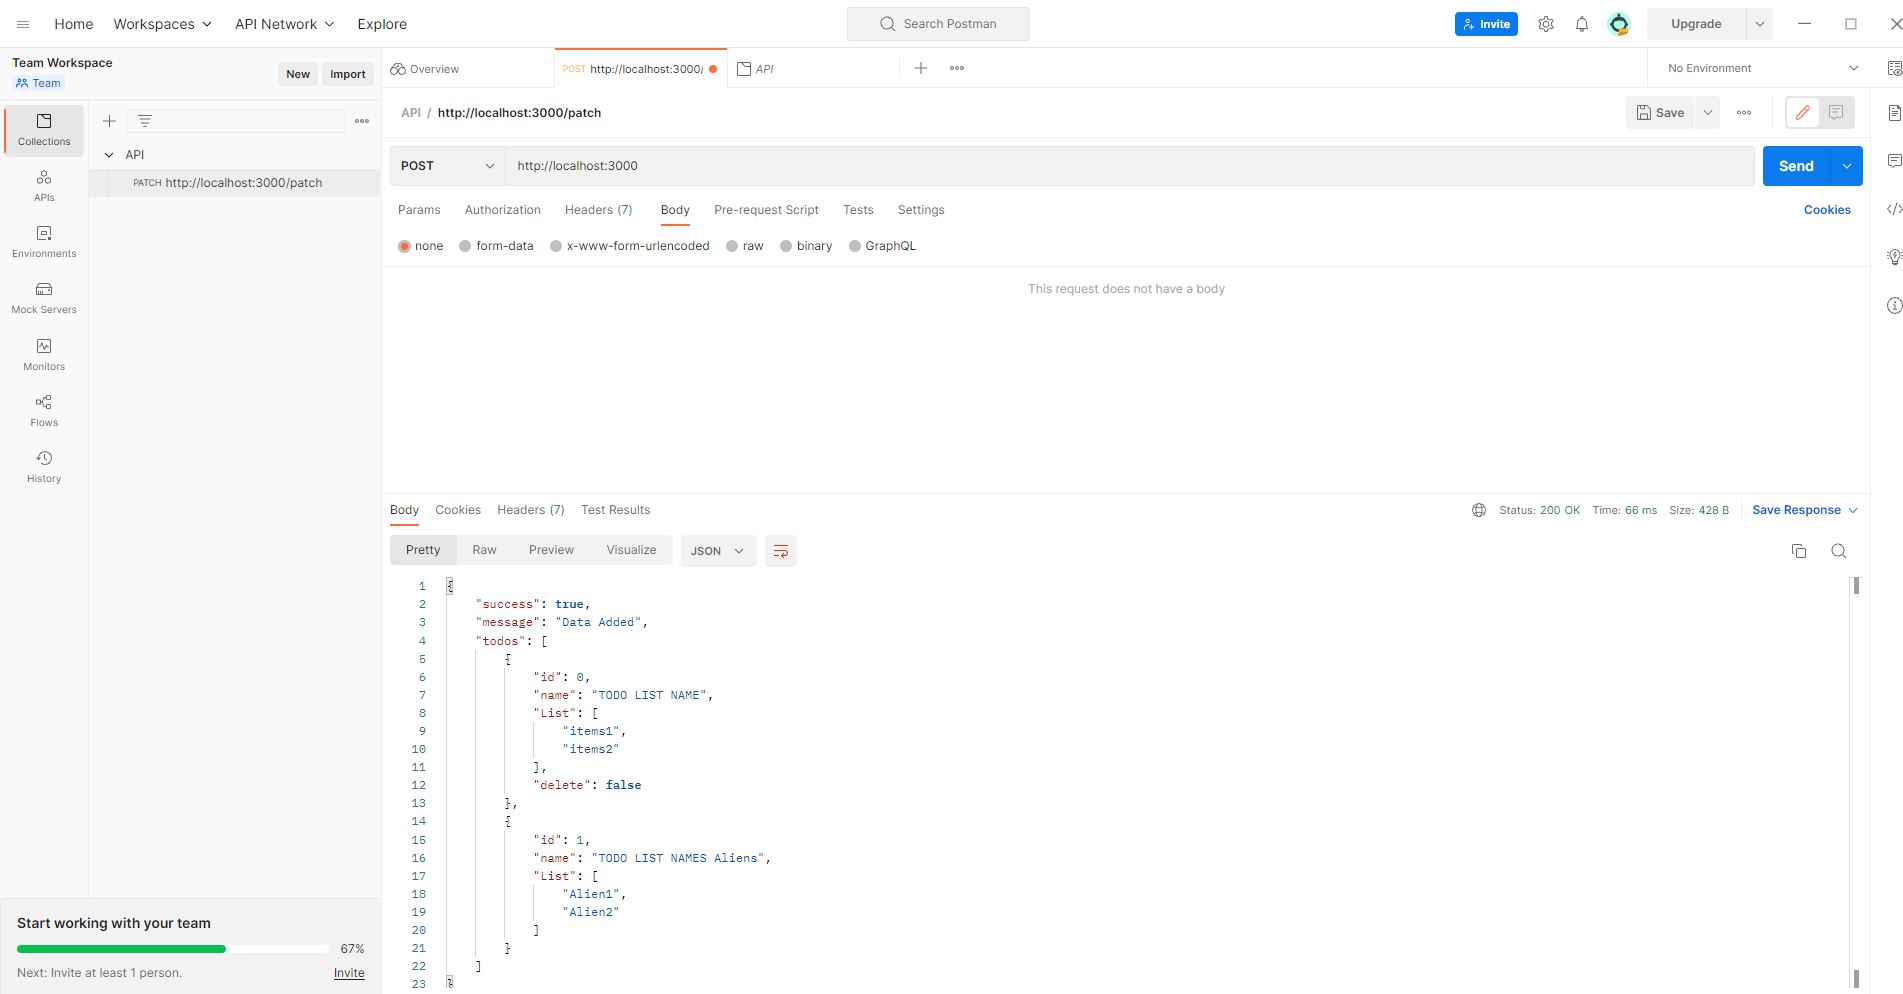 Home Workspaces API Network Explore Search Postman Invite Upgrade
Team Workspace
Team
New Import
Overview POST http://localhost:3000/ API No Environment
Collections
APIs
Environments
Mock Servers
Monitors
Flows
History
API
PATCH http://localhost:3000/patch
API / http://localhost:3000/patch Save
POST http://localhost:3000 Send
Params Authorization Headers (7) Body Pre-request Script Tests Settings Cookies
none form-data x-www-form-urlencoded raw binary GraphQL
This request does not have a body
Body Cookies Headers (7) Test Results Status: 200 OK Time: 66 ms Size: 428 B Save Response
Pretty Raw Preview Visualize JSON
1 {
2 "success": true,
3 "message": "Data Added",
4 "todos": [
5 {
6 "id": 0,
7 "name": "TODO LIST NAME",
8 "List": [
9 "items1",
10 "items2"
11 ],
12 "delete": false
13 },
14 {
15 "id": 1,
16 "name": "TODO LIST NAMES Aliens",
17 "List": [
18 "Alien1",
19 "Alien2"
20 ]
21 }
22 ]
23 }
Start working with your team
67%
Next: Invite at least 1 person. Invite